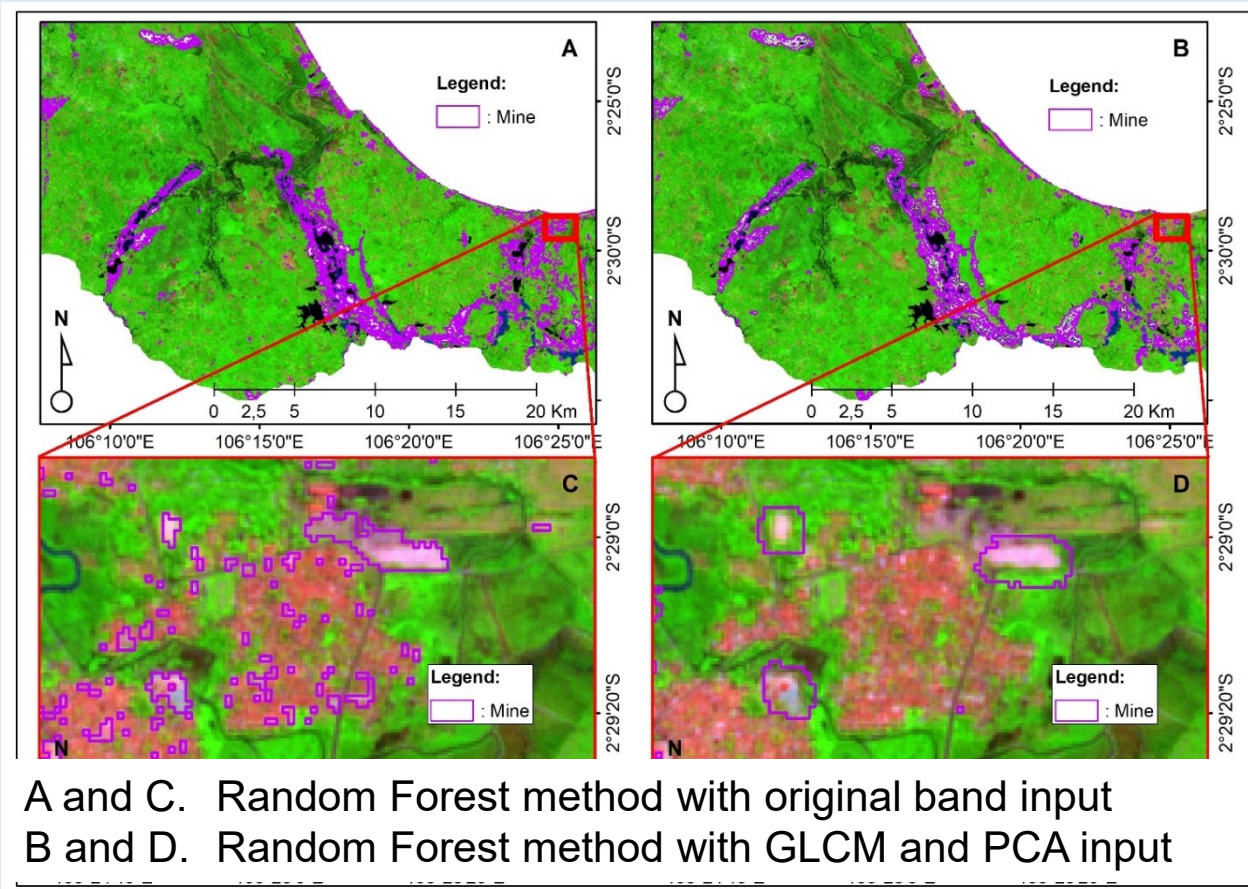 A
Legend:
: Mine
2°25'0"S
2°30'0"S
N
0 2,5 5 10 15 20 Km
106°10'0"E 106°15'0"E 106°20'0"E 106°25'0"E
B
Legend:
: Mine
2°25'0"S
2°30'0"S
N
0 2,5 5 10 15 20 Km
106°10'0"E 106°15'0"E 106°20'0"E 106°25'0"E
C
2°29'0"S
2°29'20"S
Legend:
: Mine
N
D
2°29'0"S
2°29'20"S
Legend:
: Mine
N
A and C. Random Forest method with original band input
B and D. Random Forest method with GLCM and PCA input